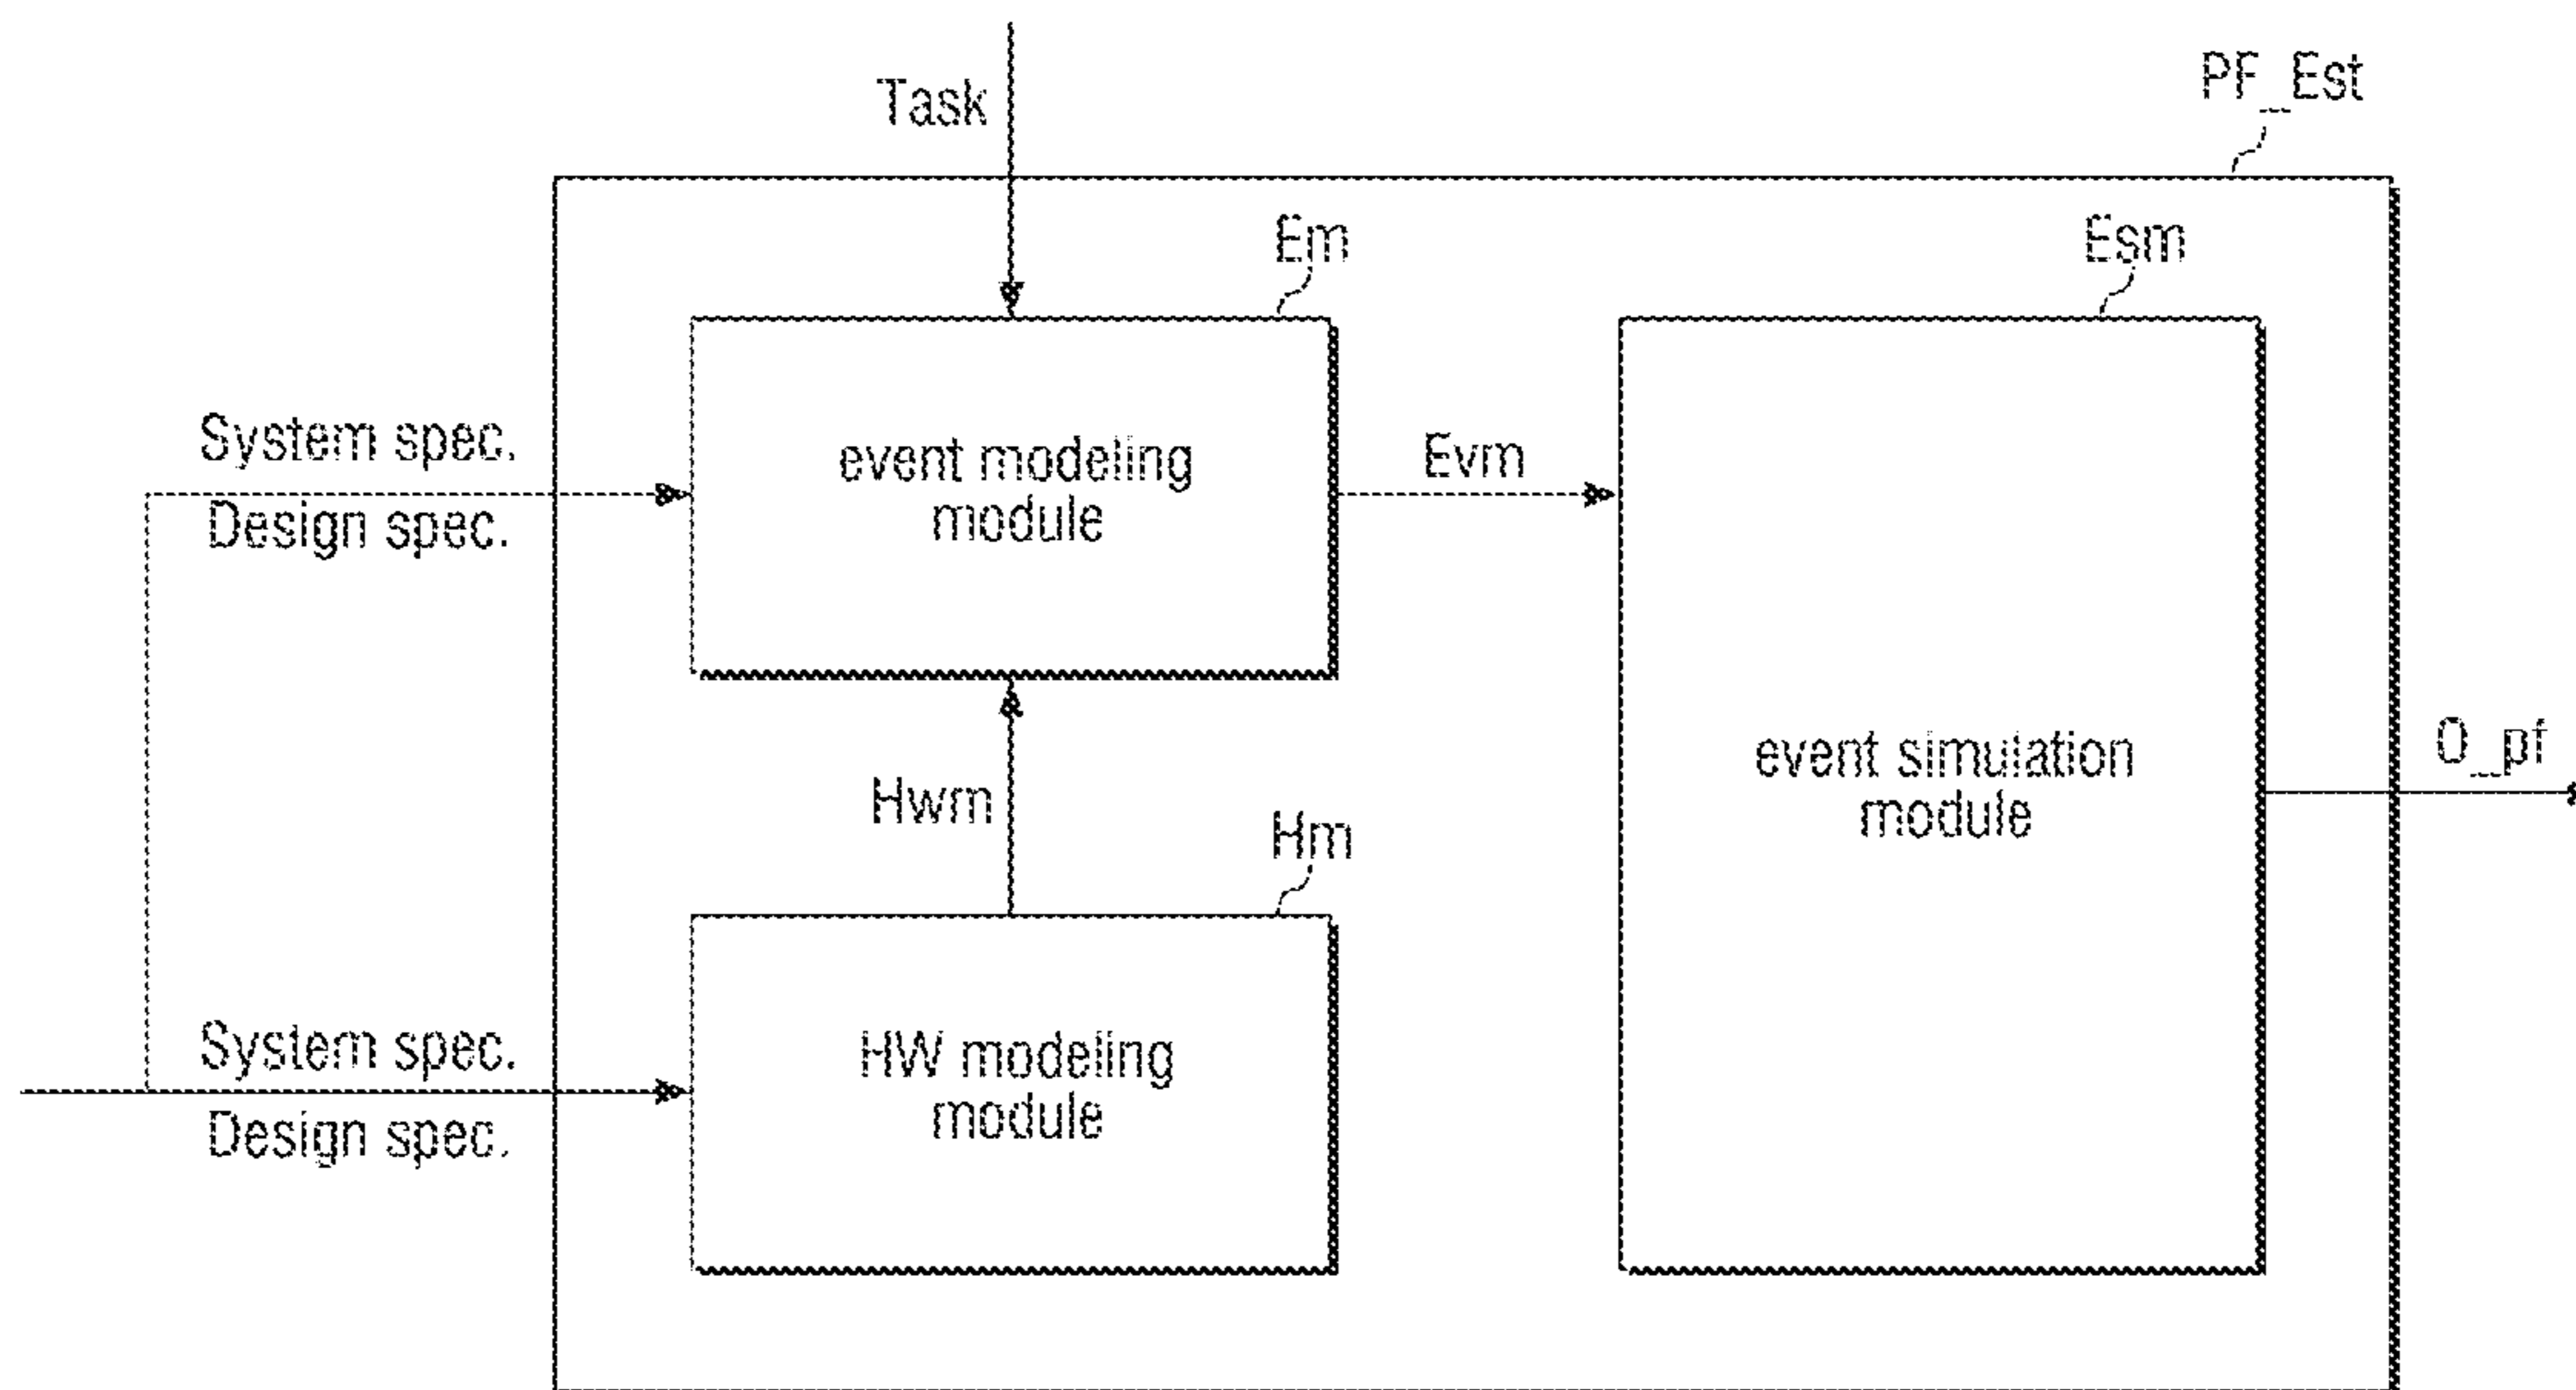 Task
PF_Est
Em
Esm
System spec.
Design spec.
event modeling
module
Evm
event simulation
module
O_pf
Hwm
Hm
System spec.
Design spec.
HW modeling
module